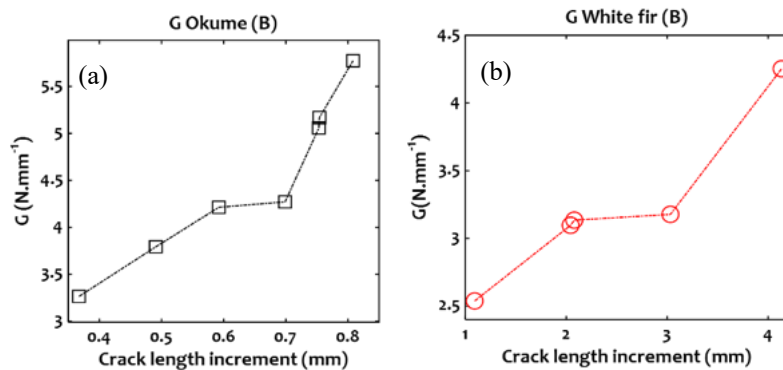 G Okume (B)
(a)
5.5
5
4.5
4
3.5
3
G (N.mm⁻¹)
0.4 0.5 0.6 0.7 0.8
Crack length increment (mm)
G White fir (B)
(b)
4.5
4
3.5
3
2.5
G(N.mm⁻¹)
1 2 3 4
Crack length increment (mm)